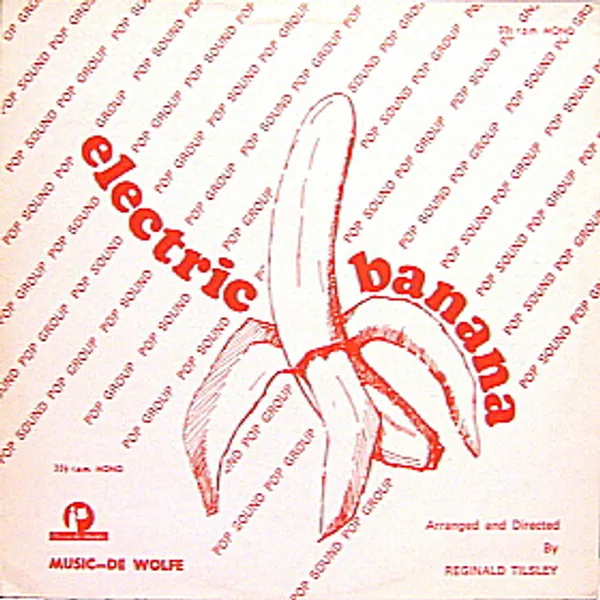 33⅓ r.p.m. MONO
POP SOUND POP GROUP
electric
banana
33⅓ r.p.m. MONO
MUSIC—DE WOLFE
Arranged and Directed
By
REGINALD TILSLEY